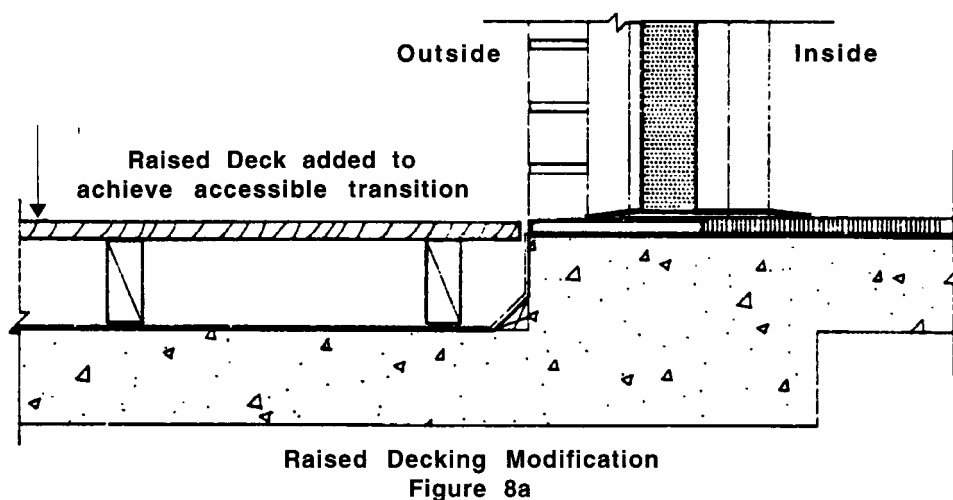 Outside
Inside
Raised Deck added to
achieve accessible transition
Raised Decking Modification
Figure 8a